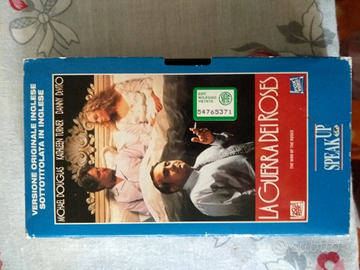 VERSIONE ORIGINALE INGLESE
SOTTOTITOLATA IN INGLESE
MICHAEL DOUGLAS KATHLEEN TURNER DANNY DeVITO
54765371
LA GUERRA DEI ROSES
THE WAR OF THE ROSES
SPEAK UP